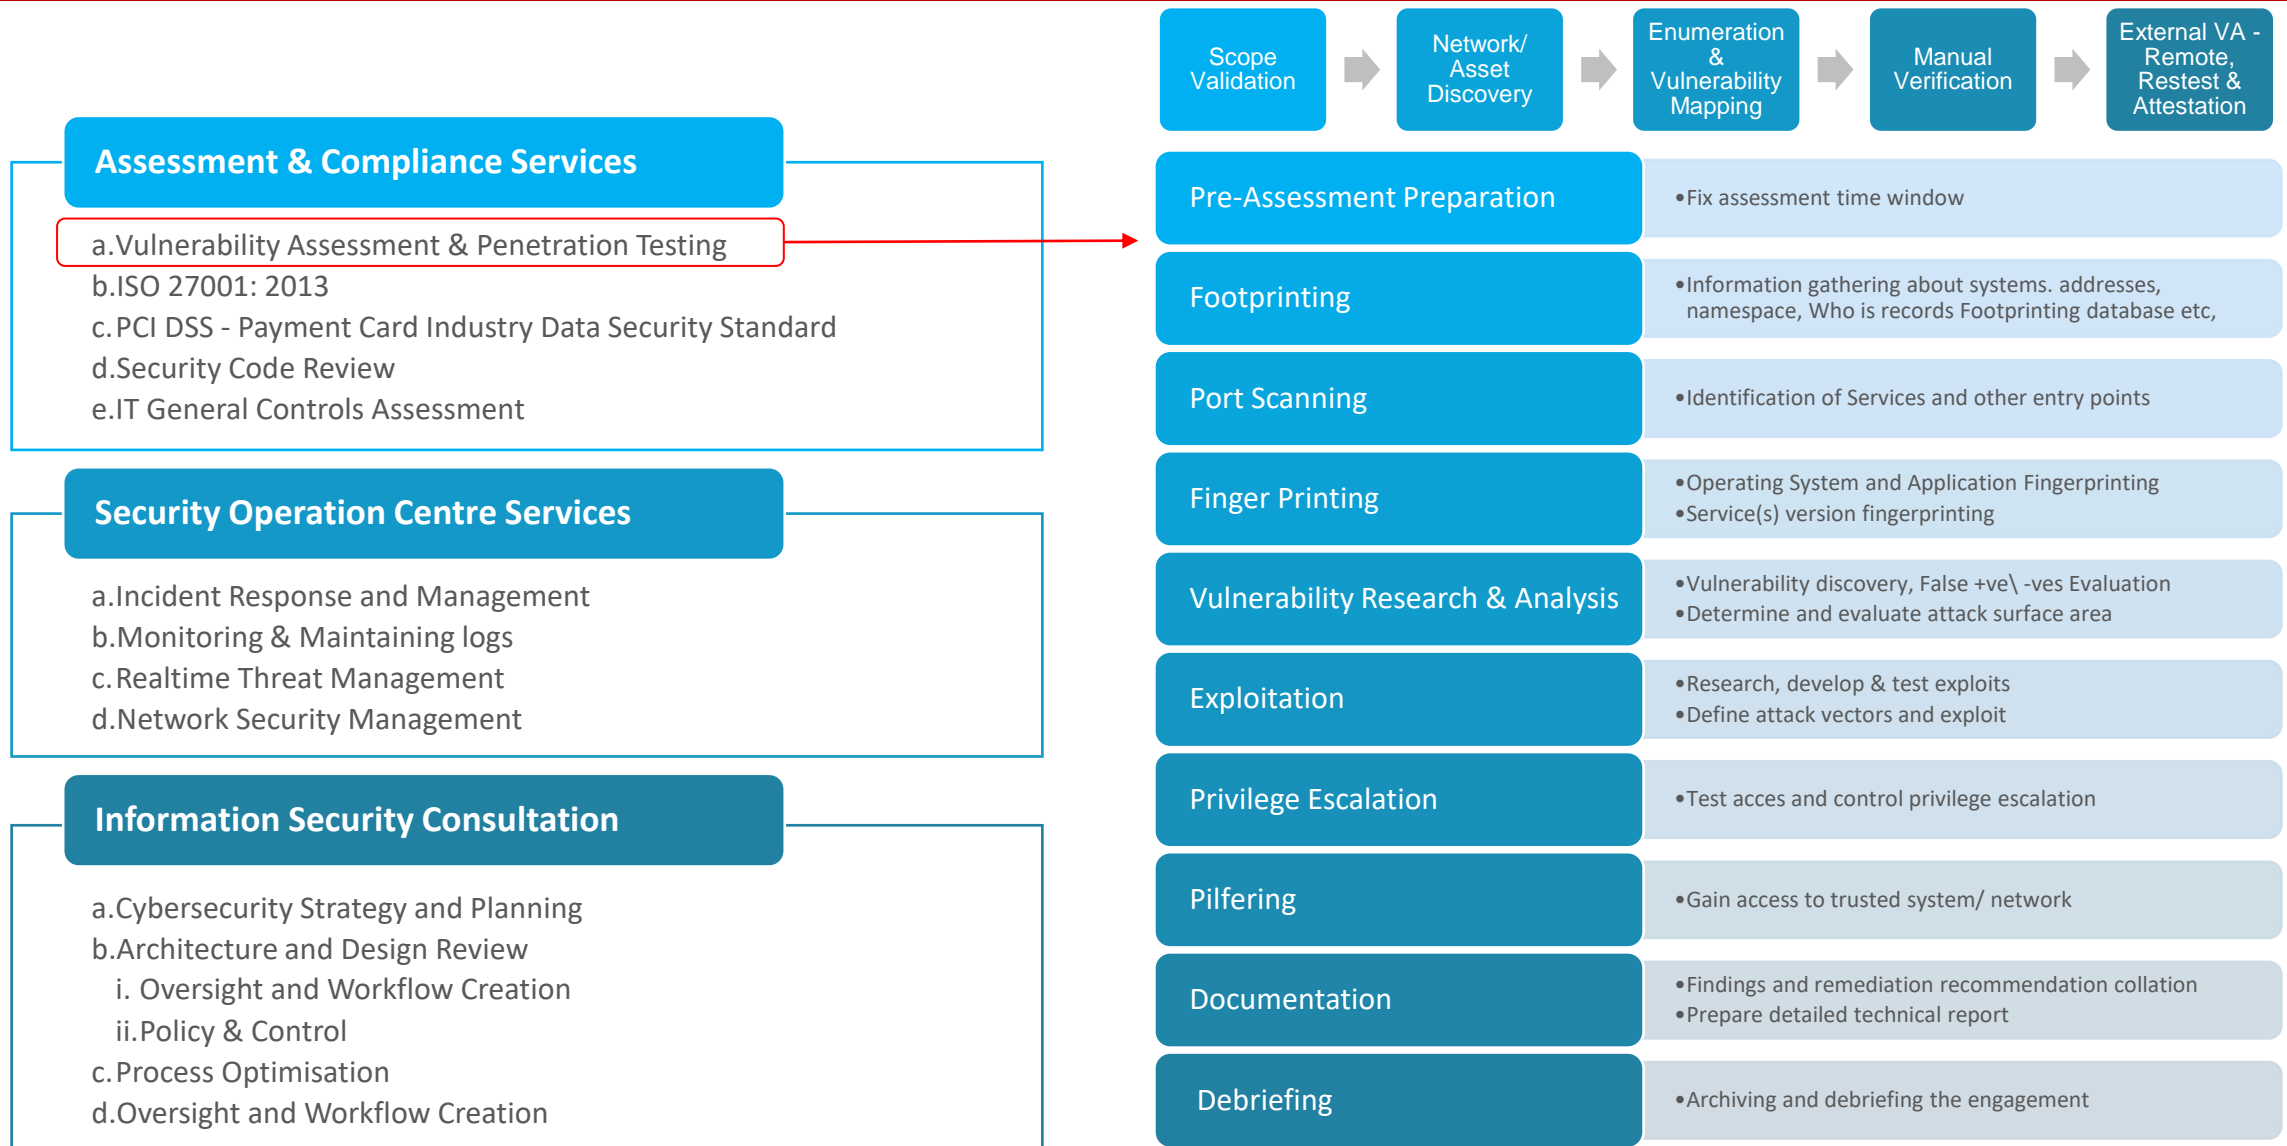 Scope
Validation
Network/
Asset
Discovery
Enumeration
&
Vulnerability
Mapping
Manual
Verification
External VA -
Remote,
Restest &
Attestation
Assessment & Compliance Services
a.Vulnerability Assessment & Penetration Testing
b.ISO 27001: 2013
c.PCI DSS - Payment Card Industry Data Security Standard
d.Security Code Review
e.IT General Controls Assessment
Security Operation Centre Services
a.Incident Response and Management
b.Monitoring & Maintaining logs
c.Realtime Threat Management
d.Network Security Management
Information Security Consultation
a.Cybersecurity Strategy and Planning
b.Architecture and Design Review
i. Oversight and Workflow Creation
ii.Policy & Control
c.Process Optimisation
d.Oversight and Workflow Creation
Pre-Assessment Preparation
•Fix assessment time window
Footprinting
•Information gathering about systems. addresses,
namespace, Who is records Footprinting database etc,
Port Scanning
•Identification of Services and other entry points
Finger Printing
•Operating System and Application Fingerprinting
•Service(s) version fingerprinting
Vulnerability Research & Analysis
•Vulnerability discovery, False +ve\ -ves Evaluation
•Determine and evaluate attack surface area
Exploitation
•Research, develop & test exploits
•Define attack vectors and exploit
Privilege Escalation
•Test acces and control privilege escalation
Pilfering
•Gain access to trusted system/ network
Documentation
•Findings and remediation recommendation collation
•Prepare detailed technical report
Debriefing
•Archiving and debriefing the engagement